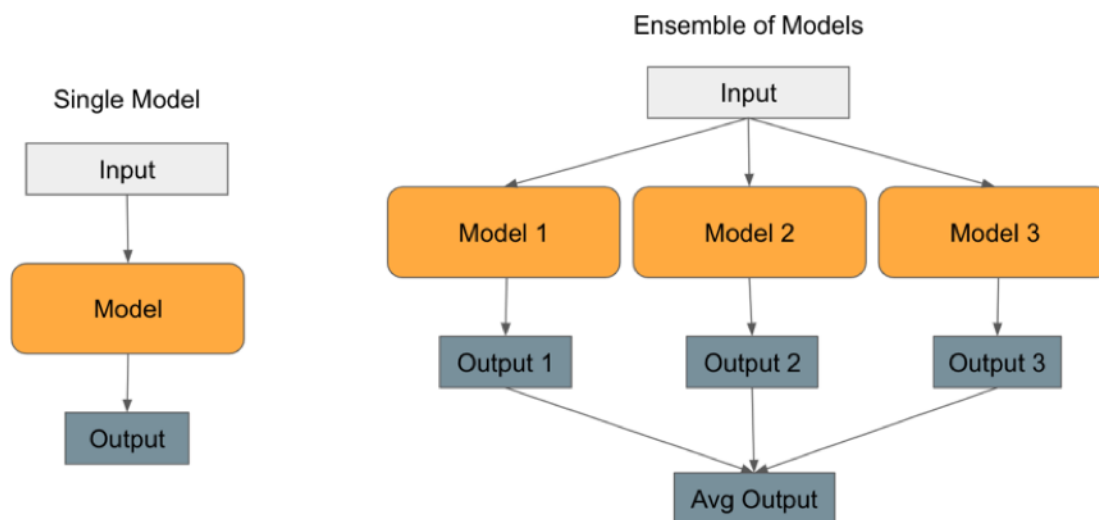 Single Model
Input
Model
Output
Ensemble of Models
Input
Model 1
Model 2
Model 3
Output 1
Output 2
Output 3
Avg Output